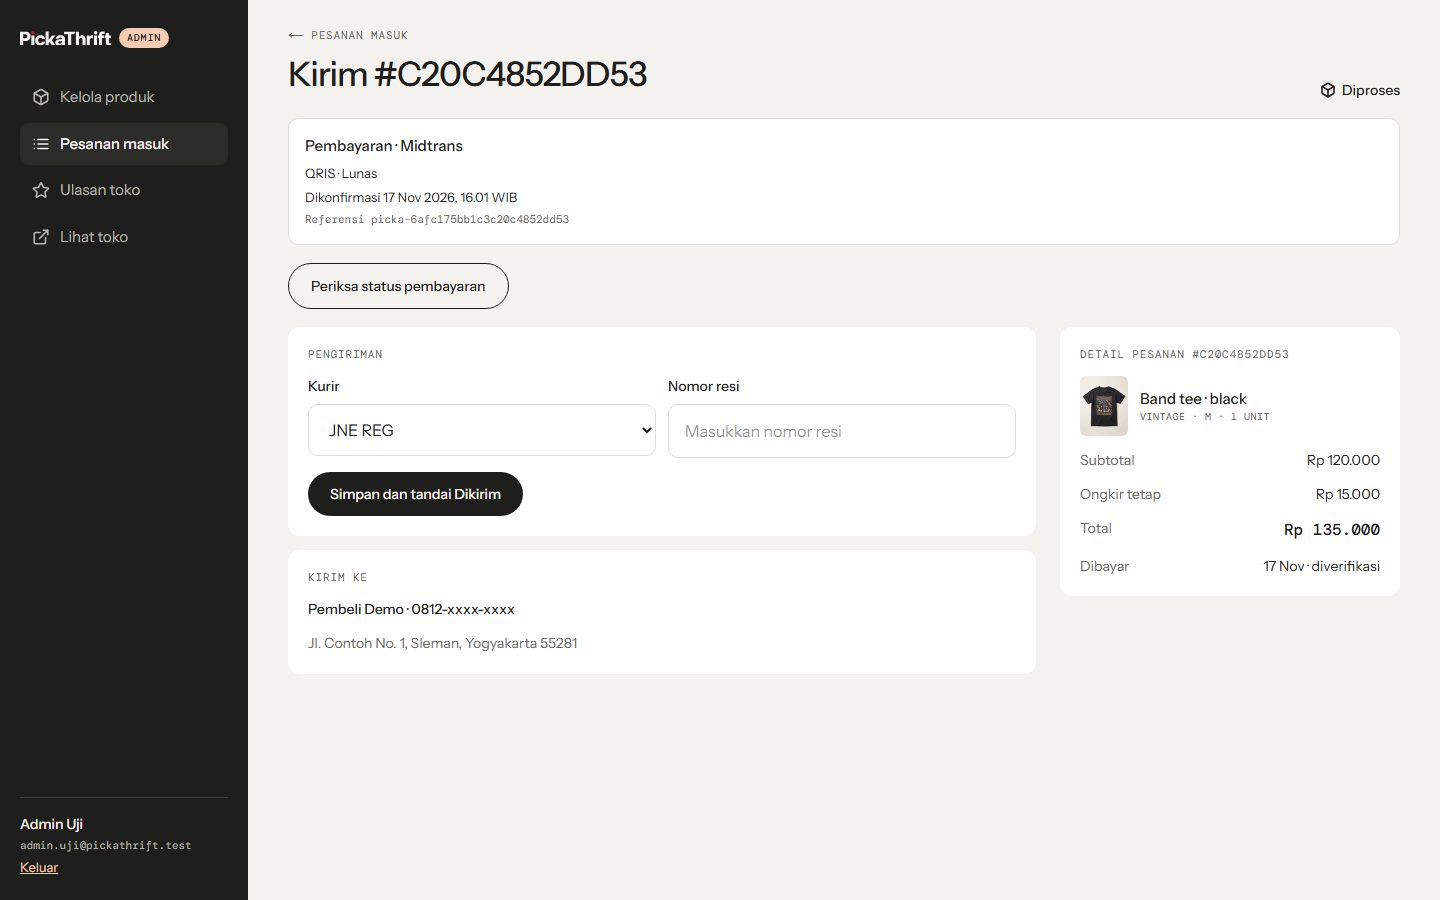 PickaThrift ADMIN
Kelola produk
Pesanan masuk
Ulasan toko
Lihat toko
Admin Uji
admin.uji@pickathrift.test
Keluar
← PESANAN MASUK
Kirim #C20C4852DD53
Diproses
Pembayaran · Midtrans
QRIS · Lunas
Dikonfirmasi 17 Nov 2026, 16.01 WIB
Referensi picka-6afc175bb1c3c20c4852dd53
Periksa status pembayaran
PENGIRIMAN
Kurir
JNE REG
Nomor resi
Masukkan nomor resi
Simpan dan tandai Dikirim
KIRIM KE
Pembeli Demo · 0812-xxxx-xxxx
Jl. Contoh No. 1, Sleman, Yogyakarta 55281
DETAIL PESANAN #C20C4852DD53
Band tee · black
VINTAGE · M · 1 UNIT
Subtotal Rp 120.000
Ongkir tetap Rp 15.000
Total Rp 135.000
Dibayar 17 Nov · diverifikasi